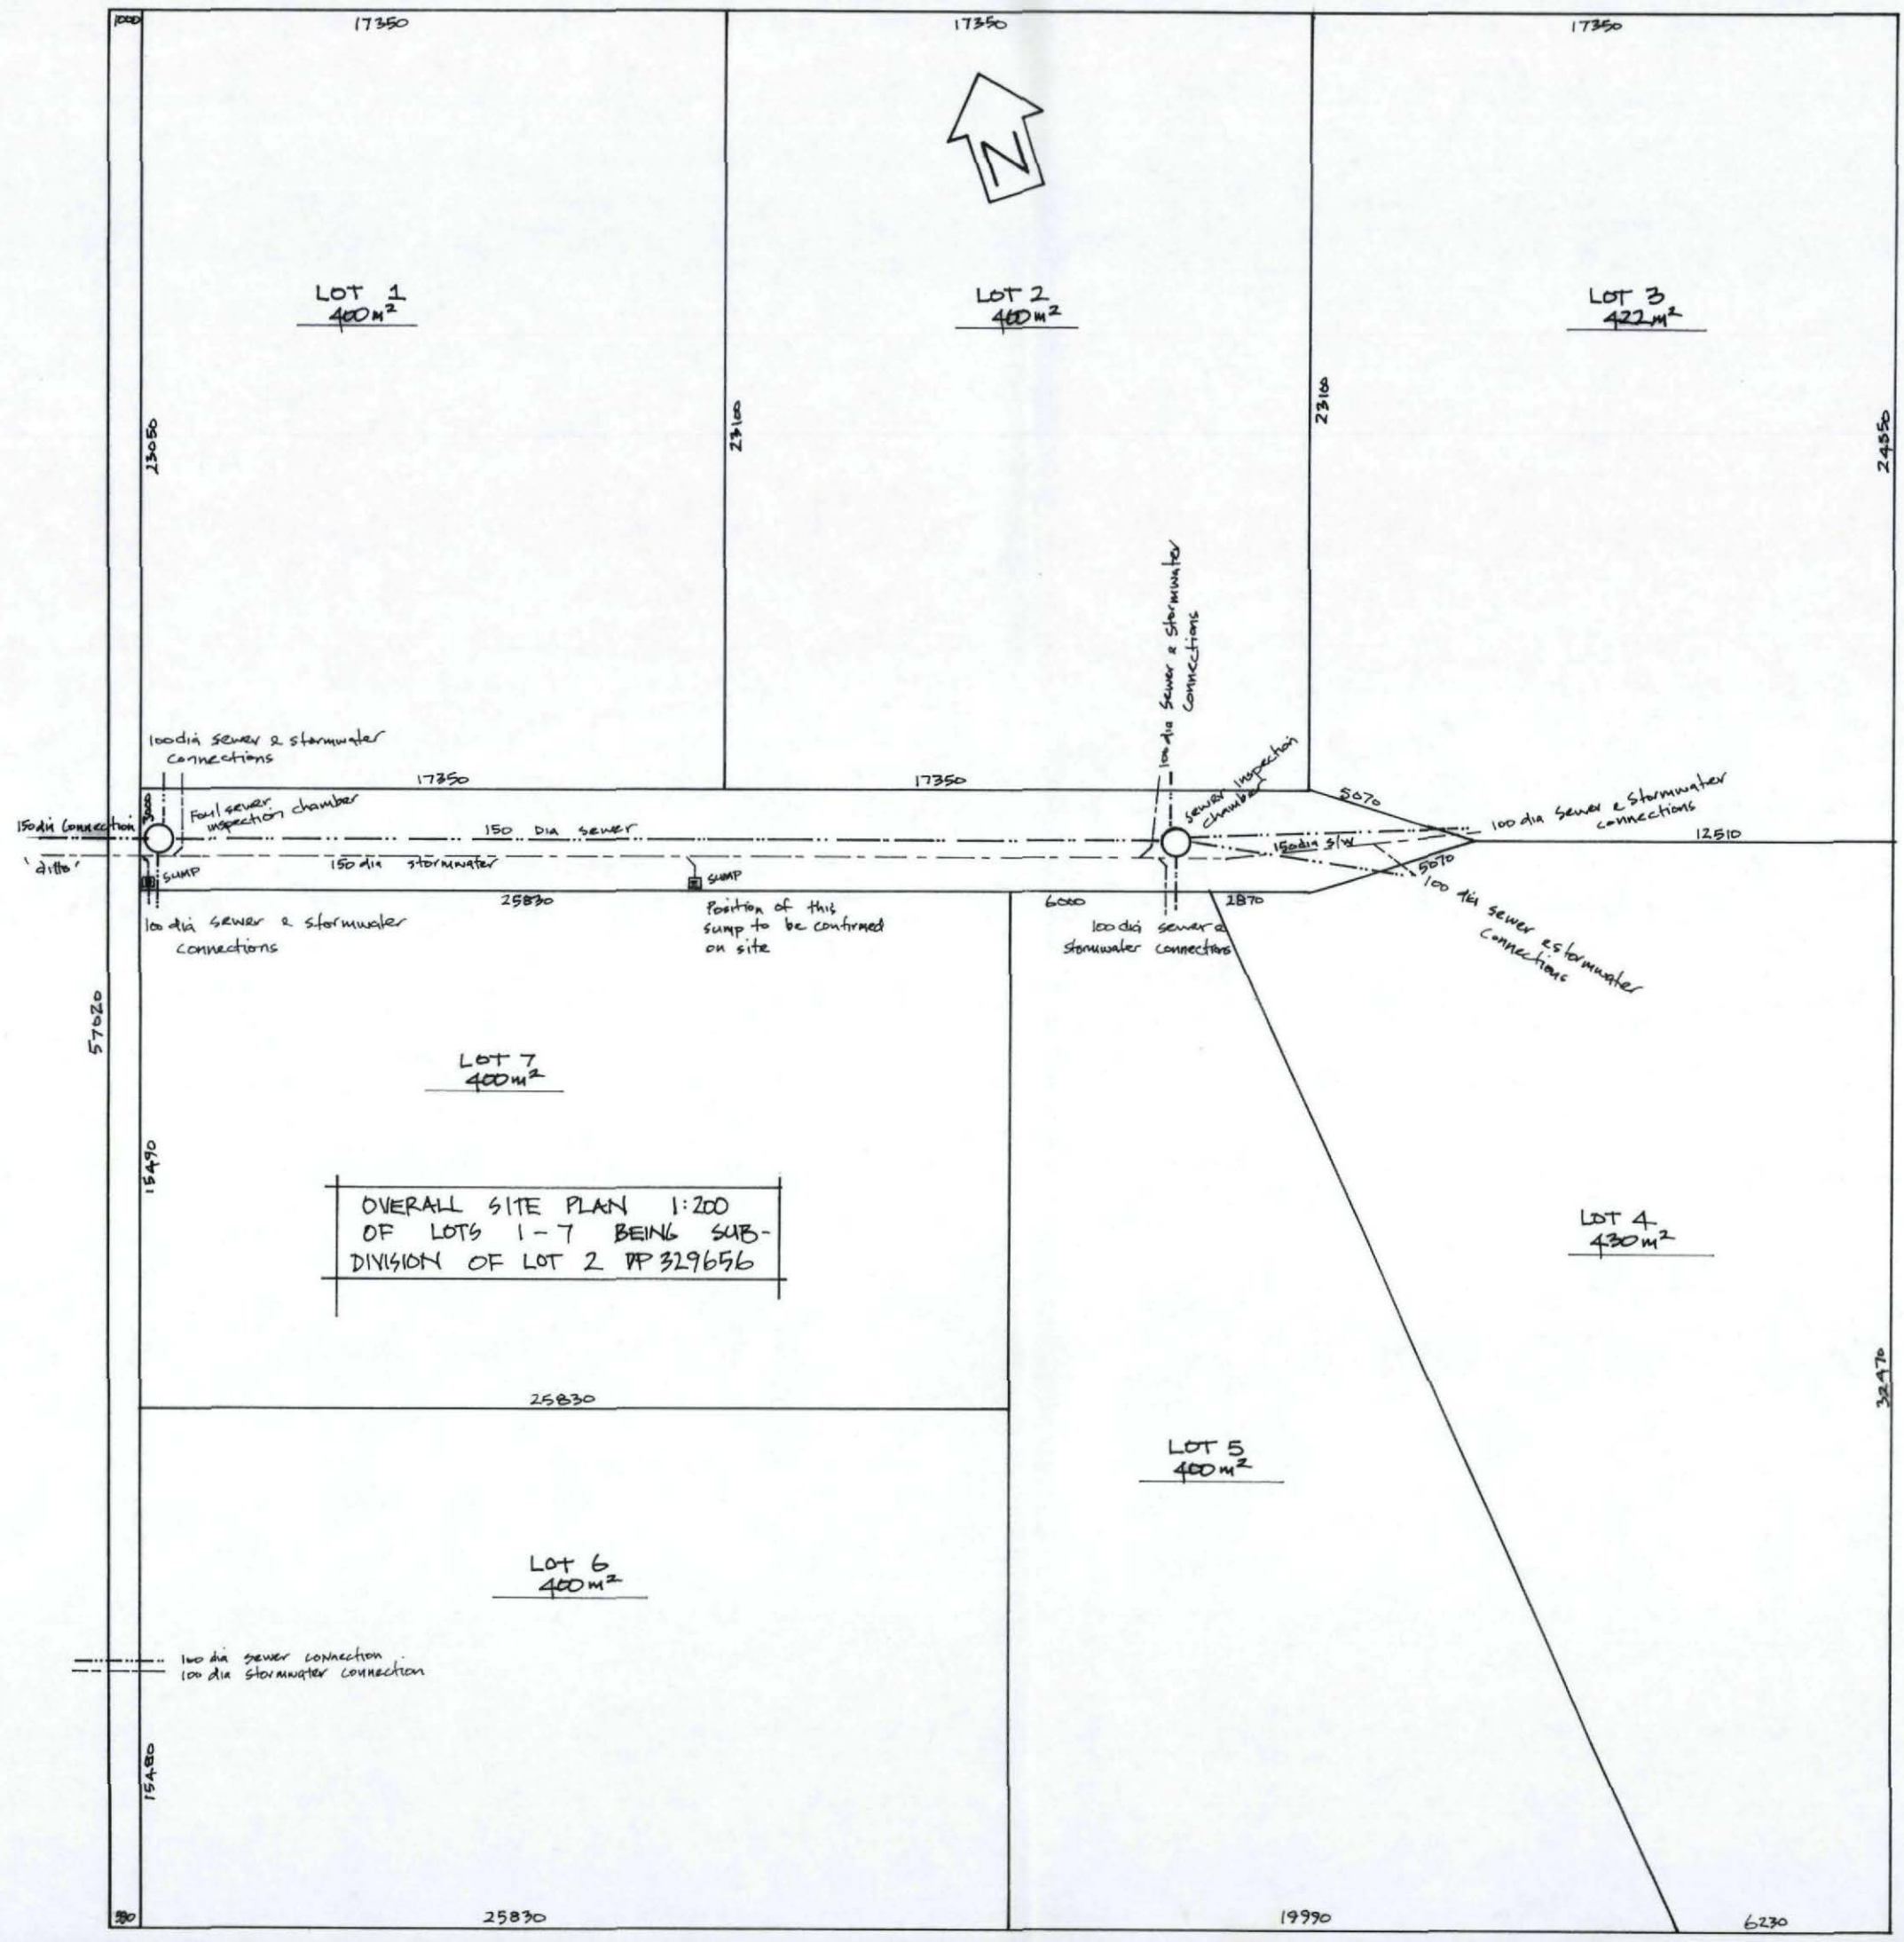 1000
17350
17350
17350
N
LOT 1
400m²
LOT 2
400m²
LOT 3
422m²
23050
23100
23100
24550
100 dia sewer & stormwater
connections
100 dia sewer & stormwater
connections
17350
17350
3000
Foul sewer
inspection chamber
sewer inspection
chamber
5070
100 dia sewer & stormwater
connections
12510
150 dia connection
150 DIA sewer
150 dia s/w
'ditto'
150 dia stormwater
SUMP
SUMP
5070
100 dia sewer & stormwater
connections
25830
6000
2870
100 dia sewer & stormwater
connections
Position of this
sump to be confirmed
on site
100 dia sewer &
stormwater connections
57020
LOT 7
400m²
15490
OVERALL SITE PLAN 1:200
OF LOTS 1-7 BEING SUB-
DIVISION OF LOT 2 DP 329656
LOT 4
430m²
32470
25830
LOT 5
400m²
LOT 6
400m²
100 dia sewer connection
100 dia stormwater connection
15480
25830
19990
6230